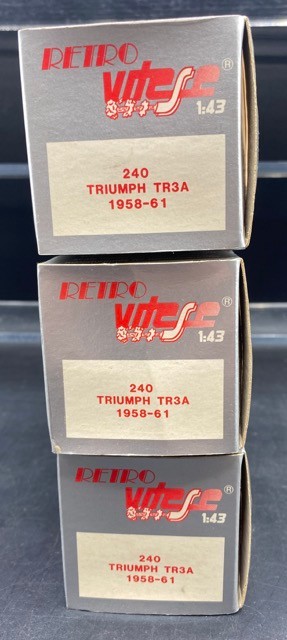 RETRO
Vitesse®
1:43
240
TRIUMPH TR3A
1958-61
RETRO
Vitesse®
1:43
240
TRIUMPH TR3A
1958-61
RETRO
Vitesse®
1:43
240
TRIUMPH TR3A
1958-61